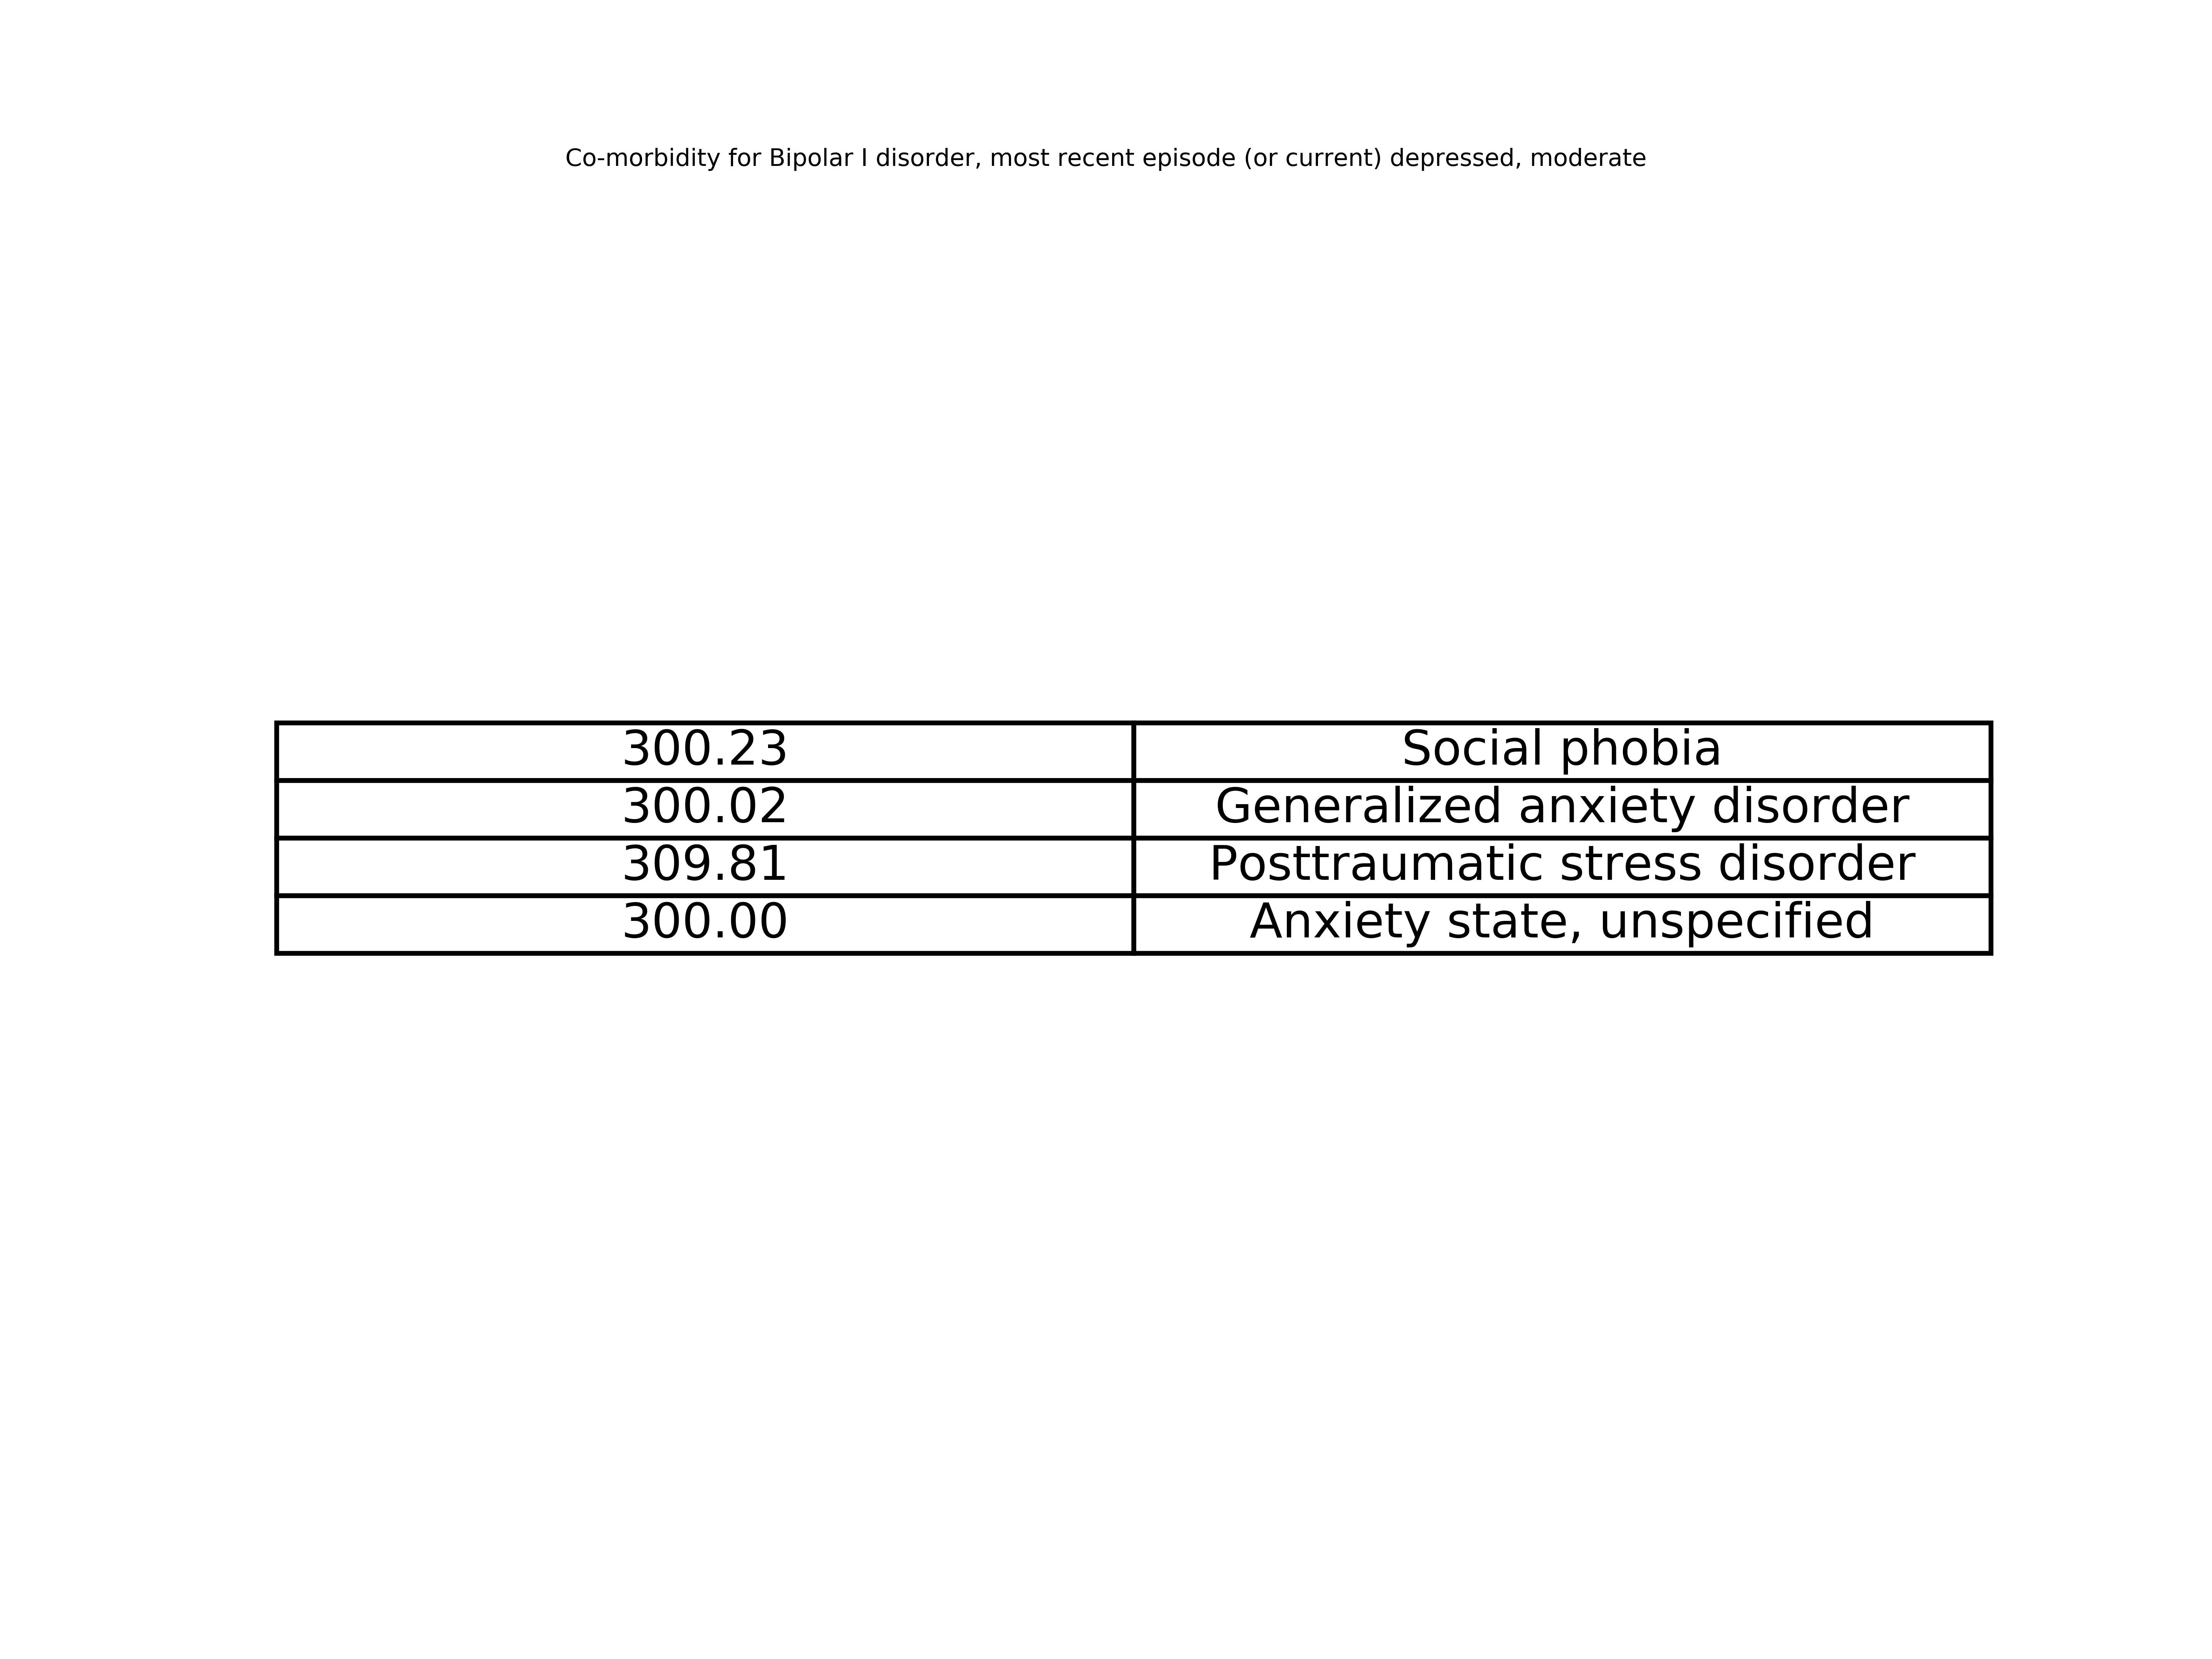 Co-morbidity for Bipolar I disorder, most recent episode (or current) depressed, moderate
300.23 Social phobia
300.02 Generalized anxiety disorder
309.81 Posttraumatic stress disorder
300.00 Anxiety state, unspecified